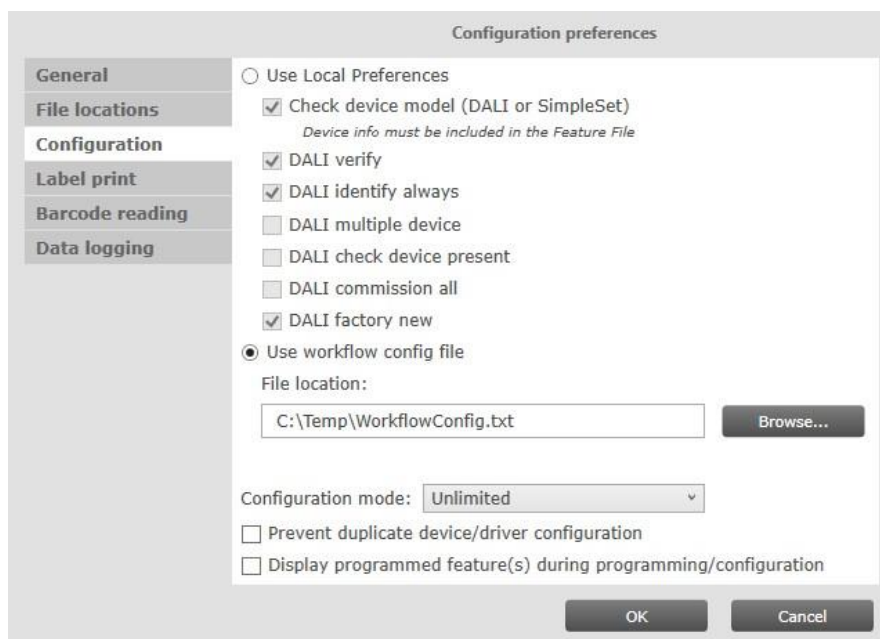 Configuration preferences
General
File locations
Configuration
Label print
Barcode reading
Data logging
Use Local Preferences
Check device model (DALI or SimpleSet)
Device info must be included in the Feature File
DALI verify
DALI identify always
DALI multiple device
DALI check device present
DALI commission all
DALI factory new
Use workflow config file
File location:
C:\Temp\WorkflowConfig.txt
Browse...
Configuration mode: Unlimited
Prevent duplicate device/driver configuration
Display programmed feature(s) during programming/configuration
OK Cancel